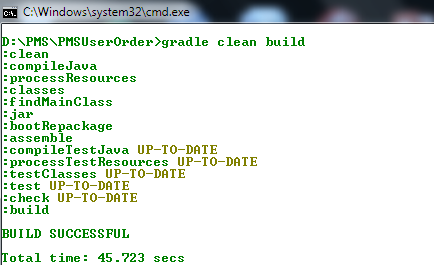 C:\Windows\system32\cmd.exe
D:\PMS\PMSUserOrder>gradle clean build
:clean
:compileJava
:processResources
:classes
:findMainClass
:jar
:bootRepackage
:assemble
:compileTestJava UP-TO-DATE
:processTestResources UP-TO-DATE
:testClasses UP-TO-DATE
:test UP-TO-DATE
:check UP-TO-DATE
:build
BUILD SUCCESSFUL
Total time: 45.723 secs